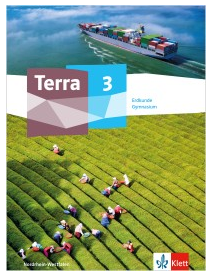 Terra 3
Erdkunde
Gymnasium
Nordrhein-Westfalen
Klett